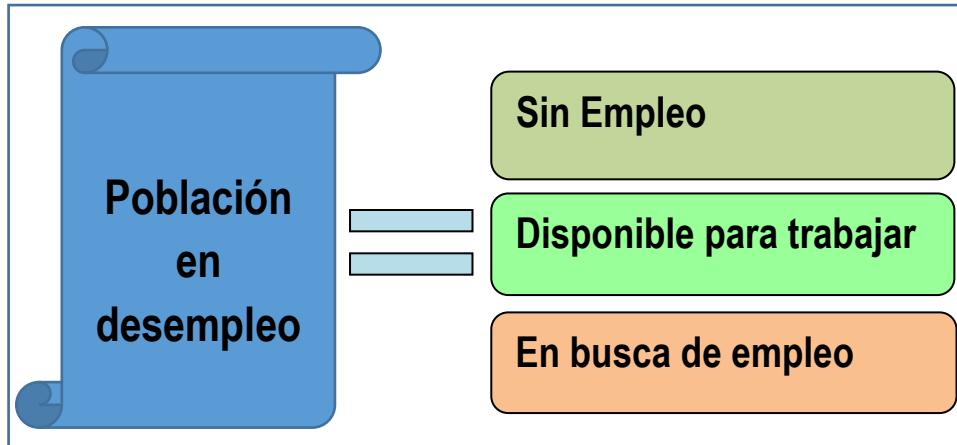 Población
en
desempleo
Sin Empleo
Disponible para trabajar
En busca de empleo